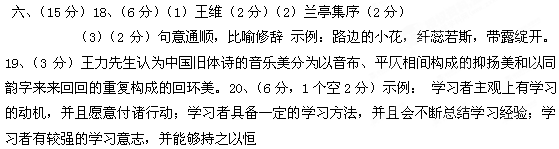 六、（15分）18、（6分）（1）王维（2分）（2）兰亭集序（2分）
（3）（2分）句意通顺，比喻修辞 示例：路边的小花，纤蕊若斯，带露绽开。
19、（3分）王力先生认为中国旧体诗的音乐美分为以音布、平仄相间构成的抑扬美和以同
韵字来来回回的重复构成的回环美。20、（6分，1个空2分）示例： 学习者主观上有学习
的动机，并且愿意付诸行动；学习者具备一定的学习方法，并且会不断总结学习经验；学
习者有较强的学习意志，并能够持之以恒